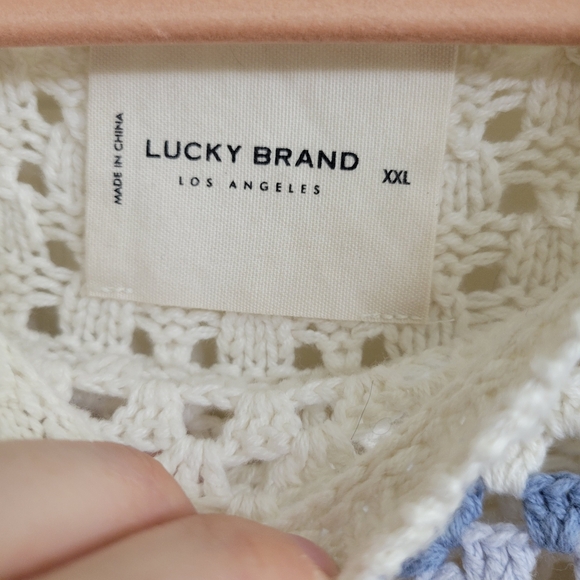 MADE IN CHINA
LUCKY BRAND
XXL
LOS ANGELES